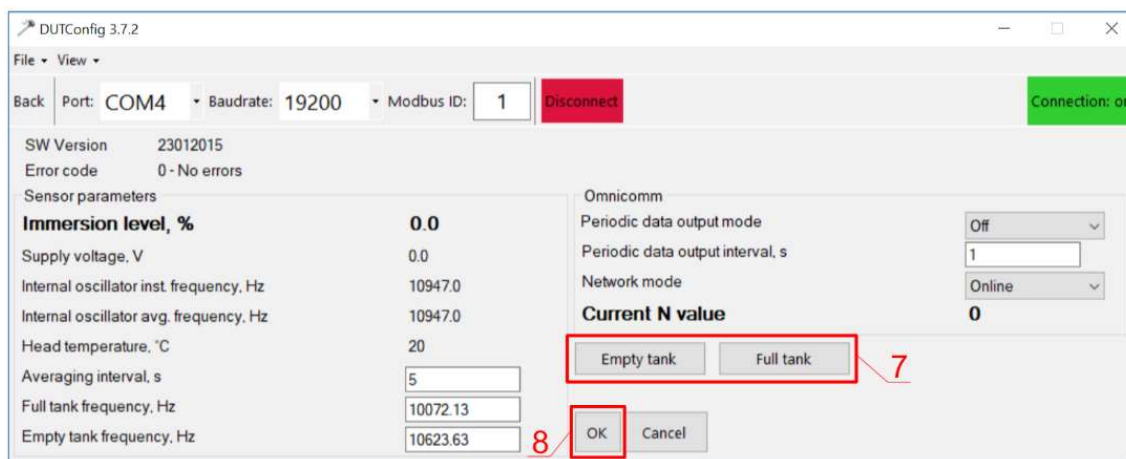 DUTConfig 3.7.2
File View
Back Port: COM4 Baudrate: 19200 Modbus ID: 1 Disconnect Connection: on
SW Version 23012015
Error code 0 - No errors
Sensor parameters
Immersion level, % 0.0
Supply voltage, V 0.0
Internal oscillator inst. frequency, Hz 10947.0
Internal oscillator avg. frequency, Hz 10947.0
Head temperature, °C 20
Averaging interval, s 5
Full tank frequency, Hz 10072.13
Empty tank frequency, Hz 10623.63
Omnicomm
Periodic data output mode Off
Periodic data output interval, s 1
Network mode Online
Current N value 0
Empty tank Full tank 7
8 OK Cancel